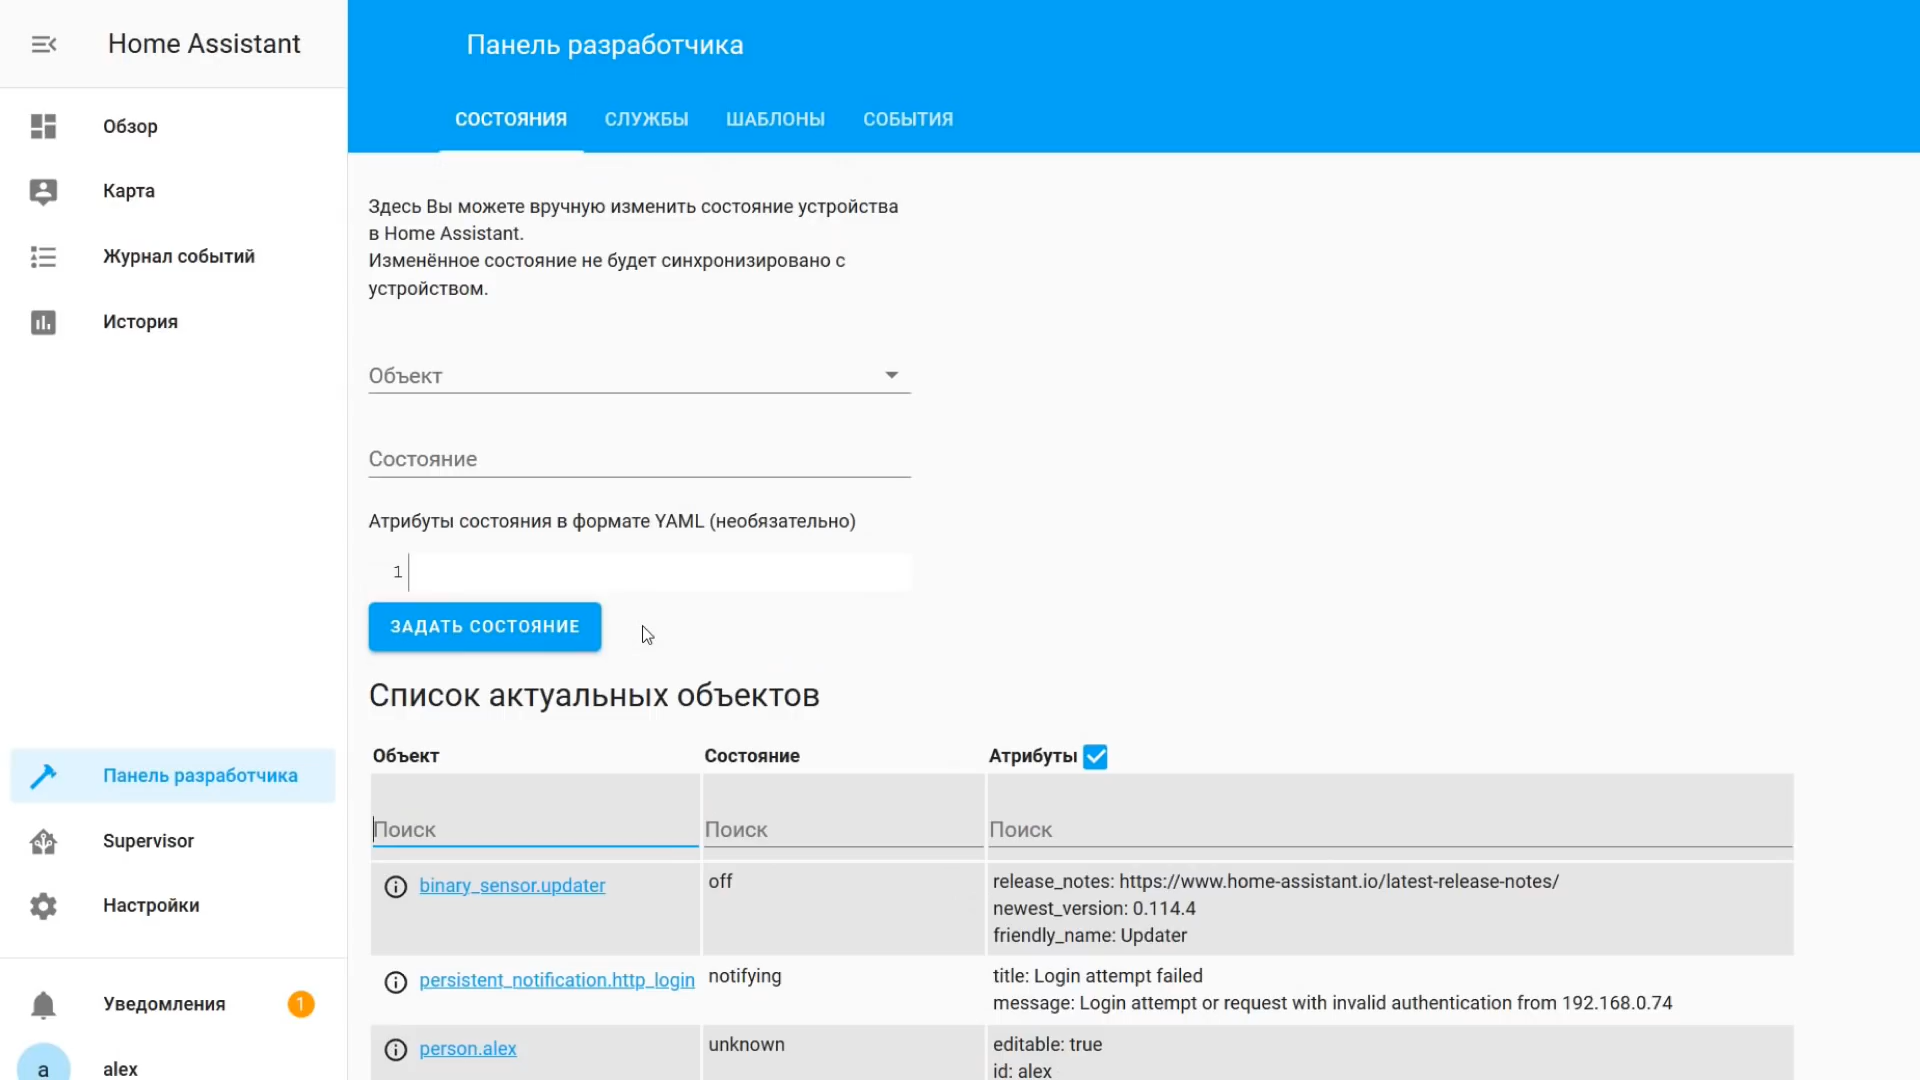 Home Assistant
Обзор
Карта
Журнал событий
История
Панель разработчика
Supervisor
Настройки
Уведомления
1
a
alex
Панель разработчика
СОСТОЯНИЯ
СЛУЖБЫ
ШАБЛОНЫ
СОБЫТИЯ
Здесь Вы можете вручную изменить состояние устройства
в Home Assistant.
Изменённое состояние не будет синхронизировано с
устройством.
Объект
Состояние
Атрибуты состояния в формате YAML (необязательно)
1
ЗАДАТЬ СОСТОЯНИЕ
Список актуальных объектов
Объект Состояние Атрибуты
Поиск Поиск Поиск
binary_sensor.updater off release_notes: https://www.home-assistant.io/latest-release-notes/
newest_version: 0.114.4
friendly_name: Updater
persistent_notification.http_login notifying title: Login attempt failed
message: Login attempt or request with invalid authentication from 192.168.0.74
person.alex unknown editable: true
id: alex